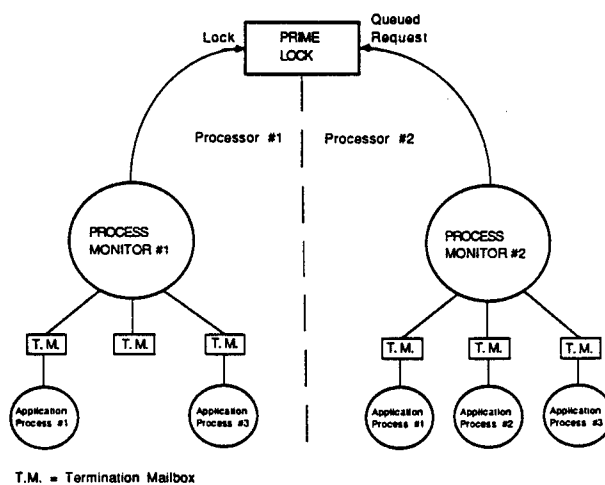 Lock
PRIME
LOCK
Queued
Request
Processor #1
Processor #2
PROCESS
MONITOR #1
PROCESS
MONITOR #2
T. M.
T. M.
T. M.
T. M.
T. M.
T. M.
Application
Process #1
Application
Process #3
Application
Process #1
Application
Process #2
Application
Process #3
T.M. = Termination Mailbox